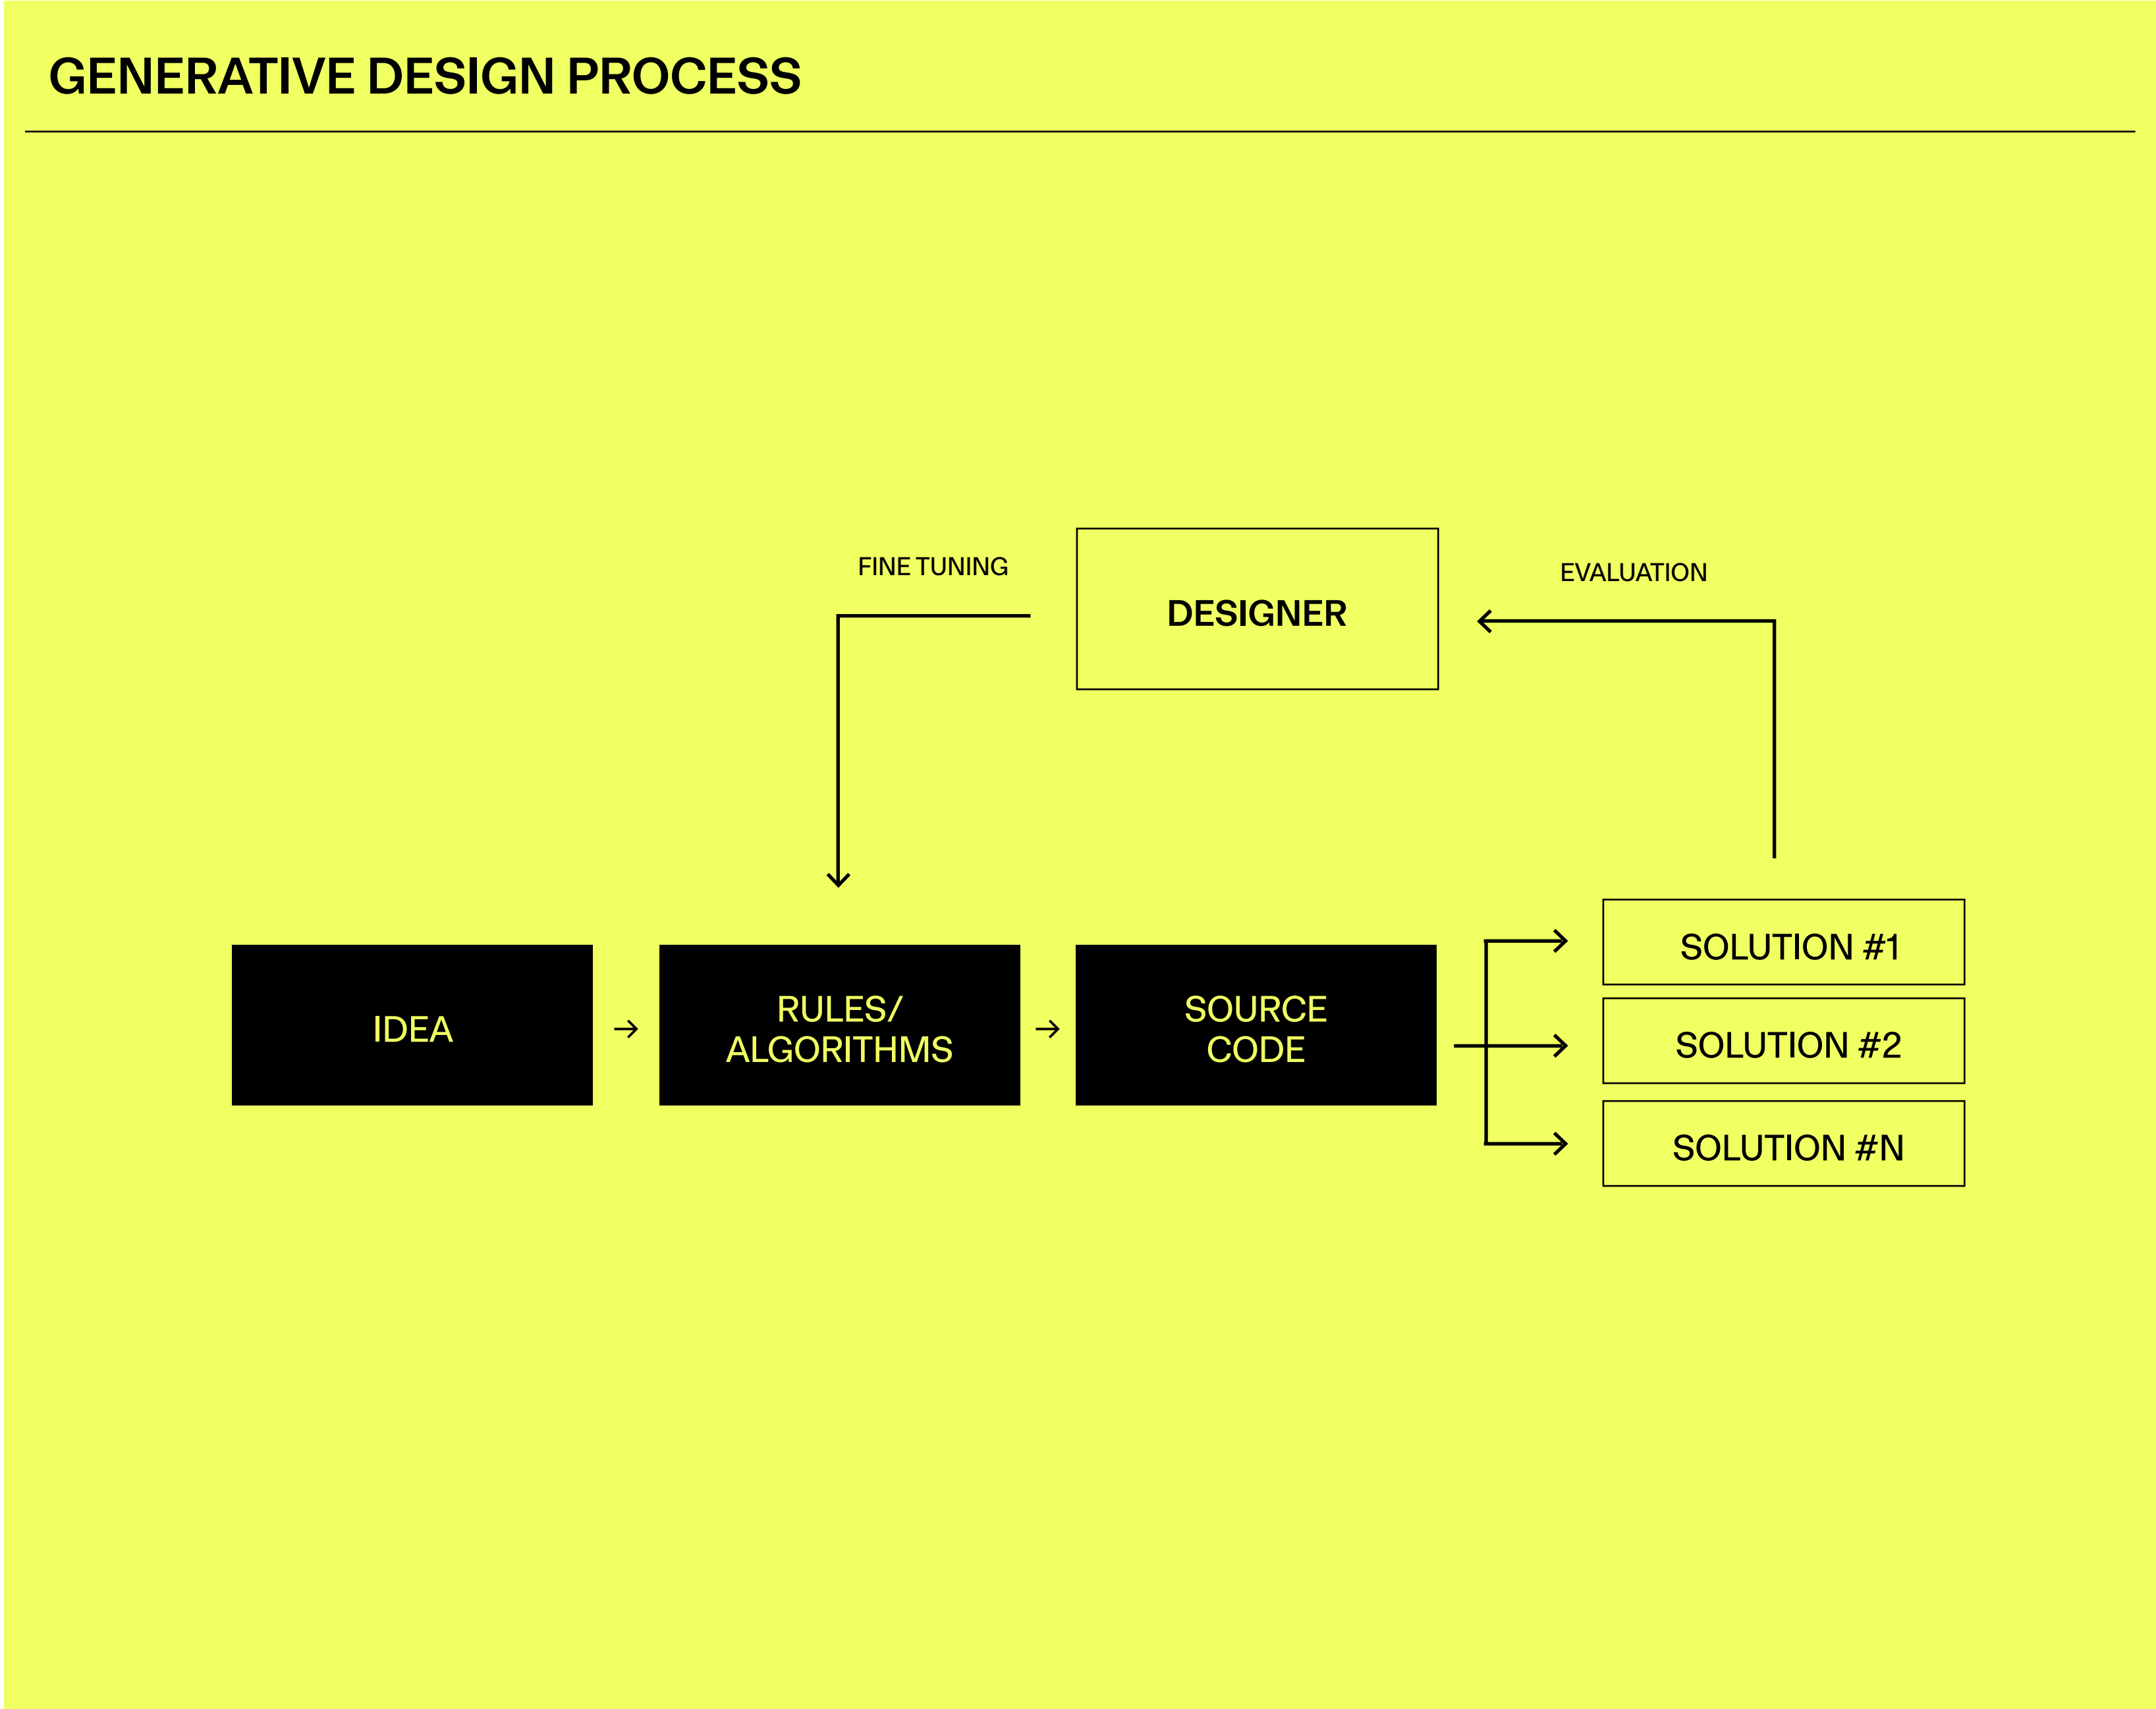 GENERATIVE DESIGN PROCESS
FINE TUNING
DESIGNER
EVALUATION
IDEA
RULES/
ALGORITHMS
SOURCE
CODE
SOLUTION #1
SOLUTION #2
SOLUTION #N